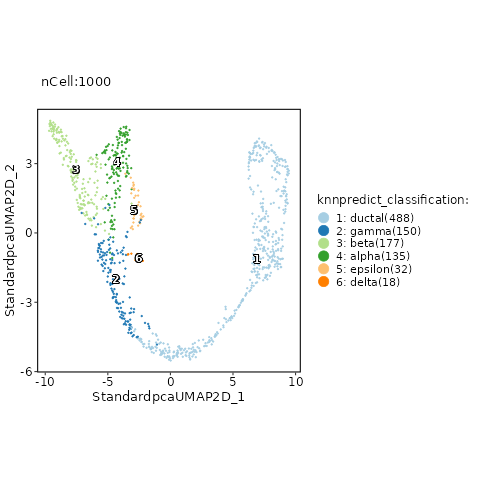 nCell:1000
StandardpcaUMAP2D_2
3
0
-3
-6
3
4
5
6
2
1
-10
-5
0
5
10
StandardpcaUMAP2D_1
knnpredict_classification:
1: ductal(488)
2: gamma(150)
3: beta(177)
4: alpha(135)
5: epsilon(32)
6: delta(18)